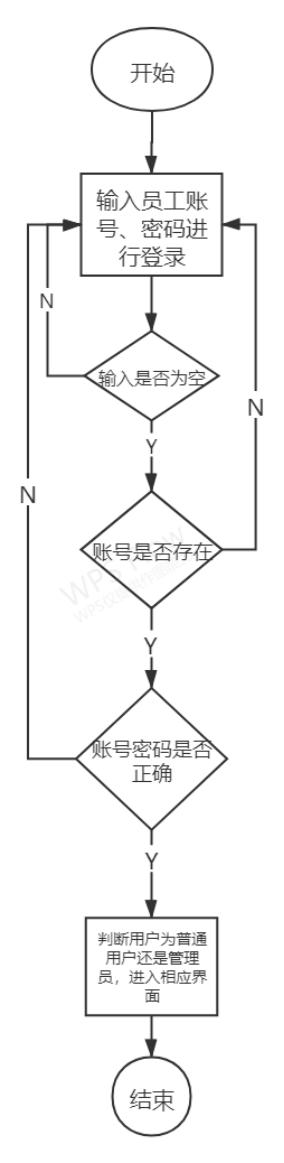 开始
输入员工账
号、密码进
行登录
N
输入是否为空
N
Y
N
账号是否存在
Y
账号密码是否
正确
Y
判断用户为普通
用户还是管理
员，进入相应界
面
结束